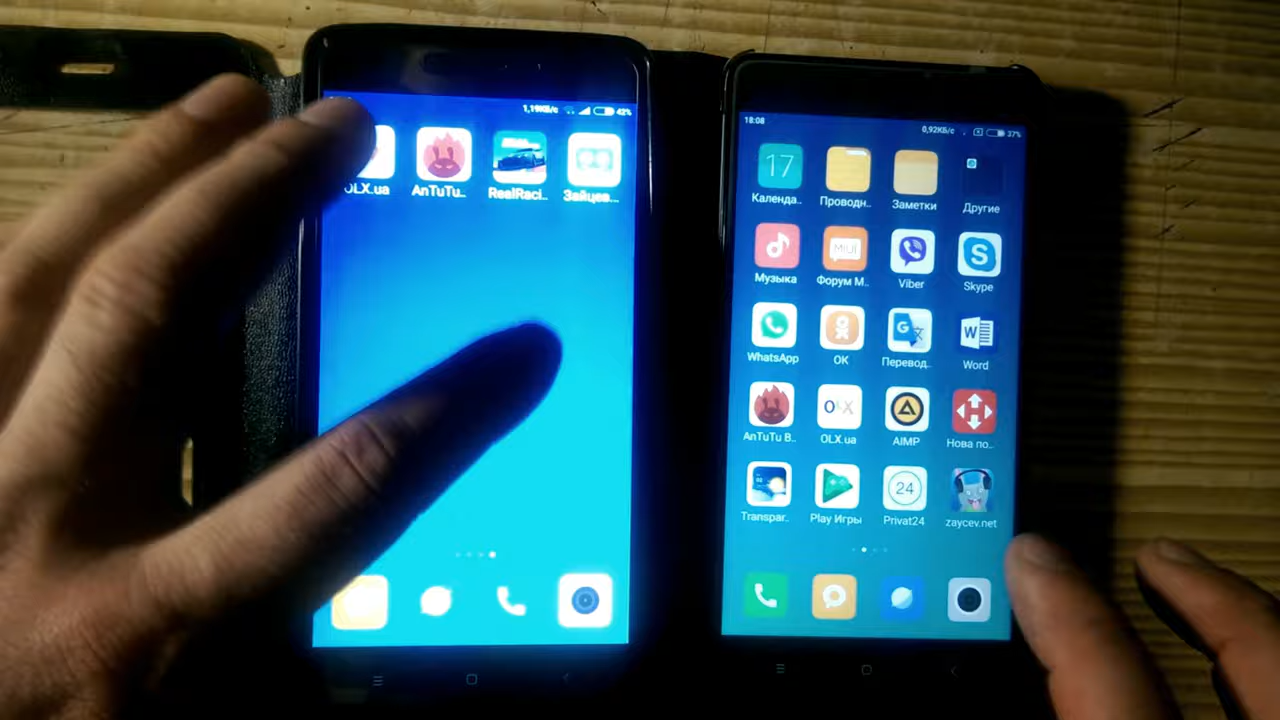 1,19КБ/с 42%
OLX.ua AnTuTu.. RealRaci.. Зайцев...
18:08 0,92КБ/с 37%
17
Календа.. Проводн.. Заметки Другие
MIUI
S
Музыка Форум M.. Viber Skype
G
W
WhatsApp OK Перевод.. Word
OLX
AnTuTu B.. OLX.ua AIMP Нова по..
24
Transpar.. Play Игры Privat24 zaycev.net